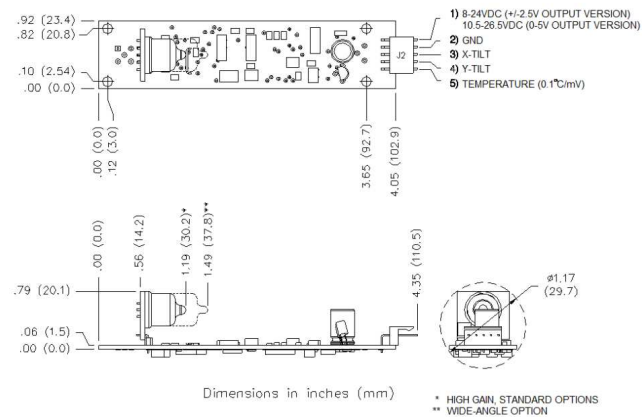 .92 (23.4)
.82 (20.8)
.10 (2.54)
.00 (0.0)
.00 (0.0)
.12 (3.0)
3.65 (92.7)
4.05 (102.9)
J2
1) 8-24VDC (+/-2.5V OUTPUT VERSION)
10.5-26.5VDC (0-5V OUTPUT VERSION)
2) GND
3) X-TILT
4) Y-TILT
5) TEMPERATURE (0.1°C/mV)
.00 (0.0)
.56 (14.2)
1.19 (30.2)*
1.49 (37.8)**
4.35 (110.5)
.79 (20.1)
.06 (1.5)
.00 (0.0)
ø1.17
(29.7)
Dimensions in inches (mm)
* HIGH GAIN, STANDARD OPTIONS
** WIDE-ANGLE OPTION